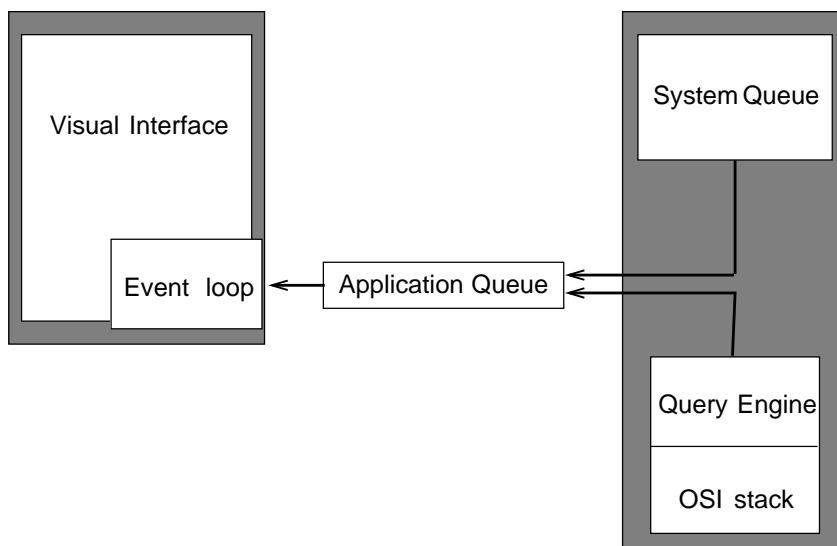 Visual Interface
Event loop
Application Queue
System Queue
Query Engine
OSI stack